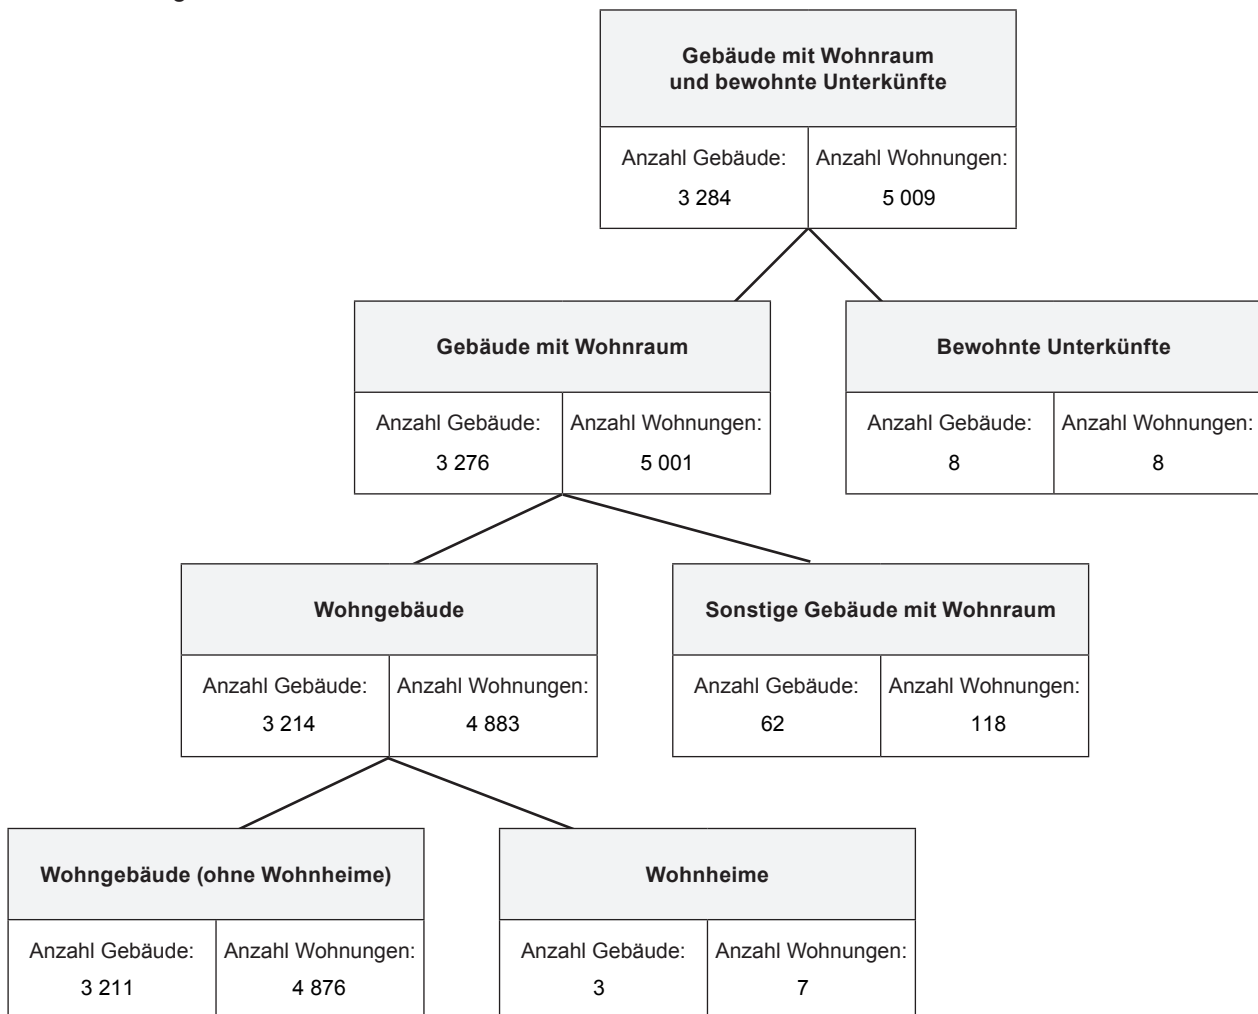 Gebäude mit Wohnraum
und bewohnte Unterkünfte
Anzahl Gebäude: Anzahl Wohnungen:
3 284 5 009
Gebäude mit Wohnraum Bewohnte Unterkünfte
Anzahl Gebäude: Anzahl Wohnungen: Anzahl Gebäude: Anzahl Wohnungen:
3 276 5 001 8 8
Wohngebäude Sonstige Gebäude mit Wohnraum
Anzahl Gebäude: Anzahl Wohnungen: Anzahl Gebäude: Anzahl Wohnungen:
3 214 4 883 62 118
Wohngebäude (ohne Wohnheime) Wohnheime
Anzahl Gebäude: Anzahl Wohnungen: Anzahl Gebäude: Anzahl Wohnungen:
3 211 4 876 3 7